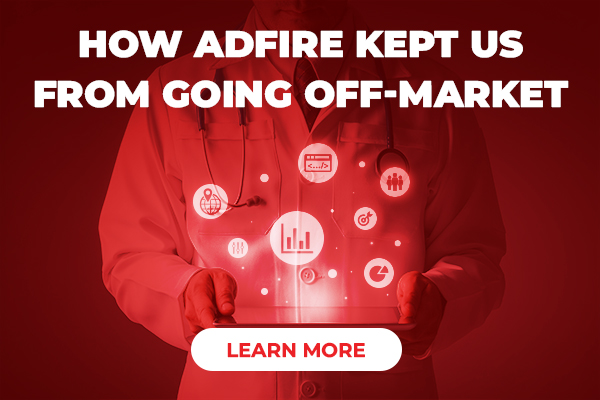 HOW ADFIRE KEPT US
FROM GOING OFF-MARKET
</...>
LEARN MORE